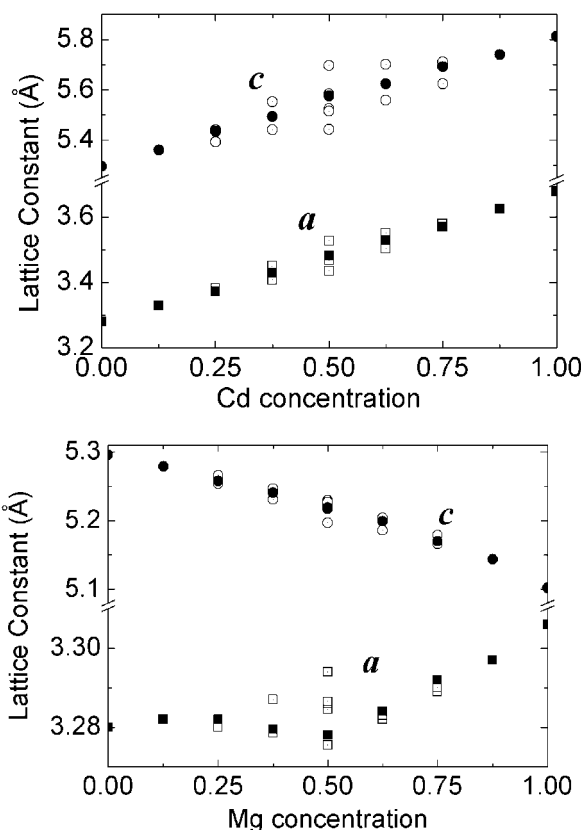 5.8
5.6
5.4
3.6
3.4
3.2
Lattice Constant (Å)
c
a
0.00 0.25 0.50 0.75 1.00
Cd concentration
5.3
5.2
5.1
3.30
3.28
Lattice Constant (Å)
c
a
0.00 0.25 0.50 0.75 1.00
Mg concentration